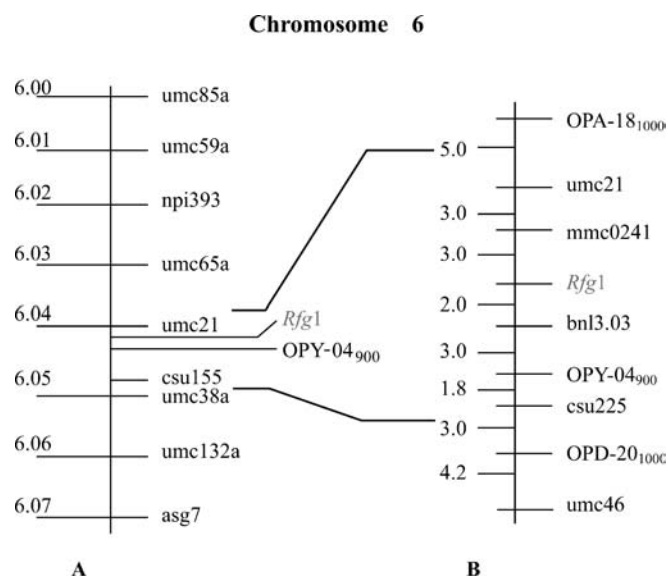 Chromosome 6
6.00 umc85a
6.01 umc59a
6.02 npi393
6.03 umc65a
6.04 umc21
Rfg1
OPY-04900
csu155
6.05 umc38a
6.06 umc132a
6.07 asg7
A
OPA-181000
5.0
umc21
3.0
mmc0241
3.0
Rfg1
2.0
bnl3.03
3.0
OPY-04900
1.8
csu225
3.0
OPD-201000
4.2
umc46
B